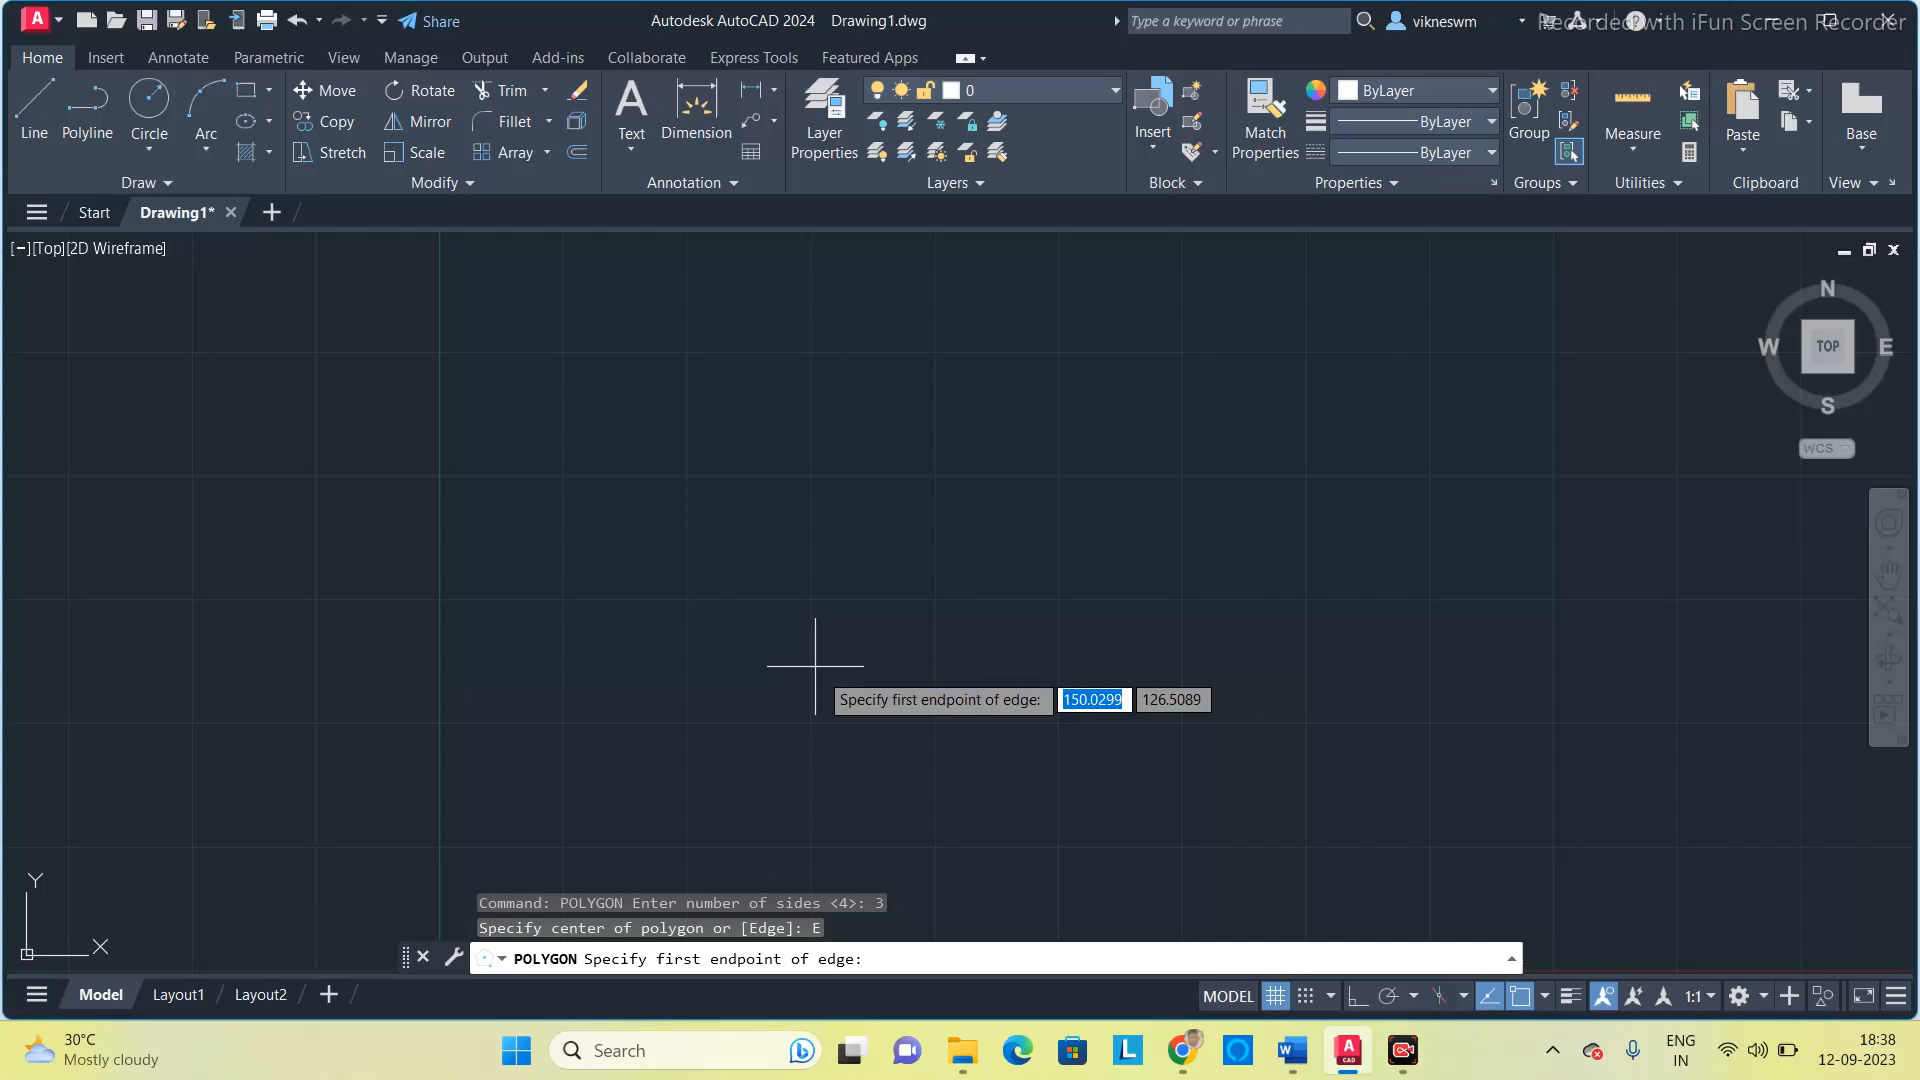 A Share Autodesk AutoCAD 2024 Drawing1.dwg Type a keyword or phrase vikneswm Recorded with iFun Screen Recorder
Home Insert Annotate Parametric View Manage Output Add-ins Collaborate Express Tools Featured Apps
Line Polyline Circle Arc
Draw
Move Rotate Trim
Copy Mirror Fillet
Stretch Scale Array
Modify
Text Dimension
Annotation
Layer Properties
0
Layers
Insert
Block
Match Properties
ByLayer
ByLayer
ByLayer
Properties
Group
Groups
Measure
Utilities
Paste
Clipboard
Base
View
Start Drawing1* +
[−][Top][2D Wireframe]
N
W TOP E
S
WCS
Specify first endpoint of edge: 150.0299 126.5089
Y
X
Command: POLYGON Enter number of sides <4>: 3
Specify center of polygon or [Edge]: E
POLYGON Specify first endpoint of edge:
Model Layout1 Layout2 + MODEL 1:1
30°C
Mostly cloudy
Search
A
CAD
ENG
IN
18:38
12-09-2023